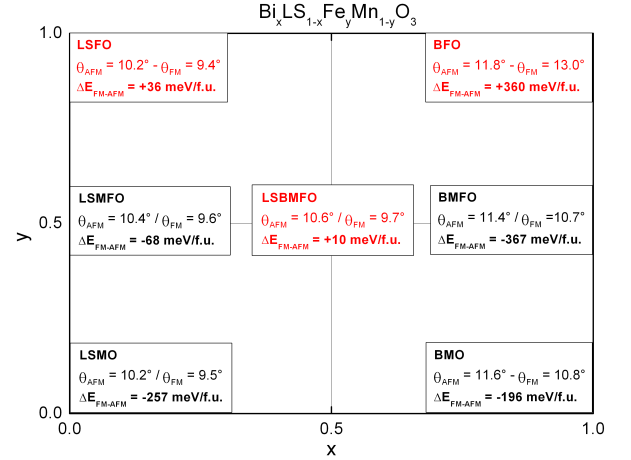 BiₓLS₁₋ₓFeᵧMn₁₋ᵧO₃
1.0
LSFO
θAFM = 10.2° - θFM = 9.4°
ΔEFM-AFM = +36 meV/f.u.
BFO
θAFM = 11.8° - θFM = 13.0°
ΔEFM-AFM = +360 meV/f.u.
y
0.5
LSMFO
θAFM = 10.4° / θFM = 9.6°
ΔEFM-AFM = -68 meV/f.u.
LSBMFO
θAFM = 10.6° / θFM = 9.7°
ΔEFM-AFM = +10 meV/f.u.
BMFO
θAFM = 11.4° / θFM =10.7°
ΔEFM-AFM = -367 meV/f.u.
LSMO
θAFM = 10.2° / θFM = 9.5°
ΔEFM-AFM = -257 meV/f.u.
BMO
θAFM = 11.6° - θFM = 10.8°
ΔEFM-AFM = -196 meV/f.u.
0.0
0.0 0.5 1.0
x